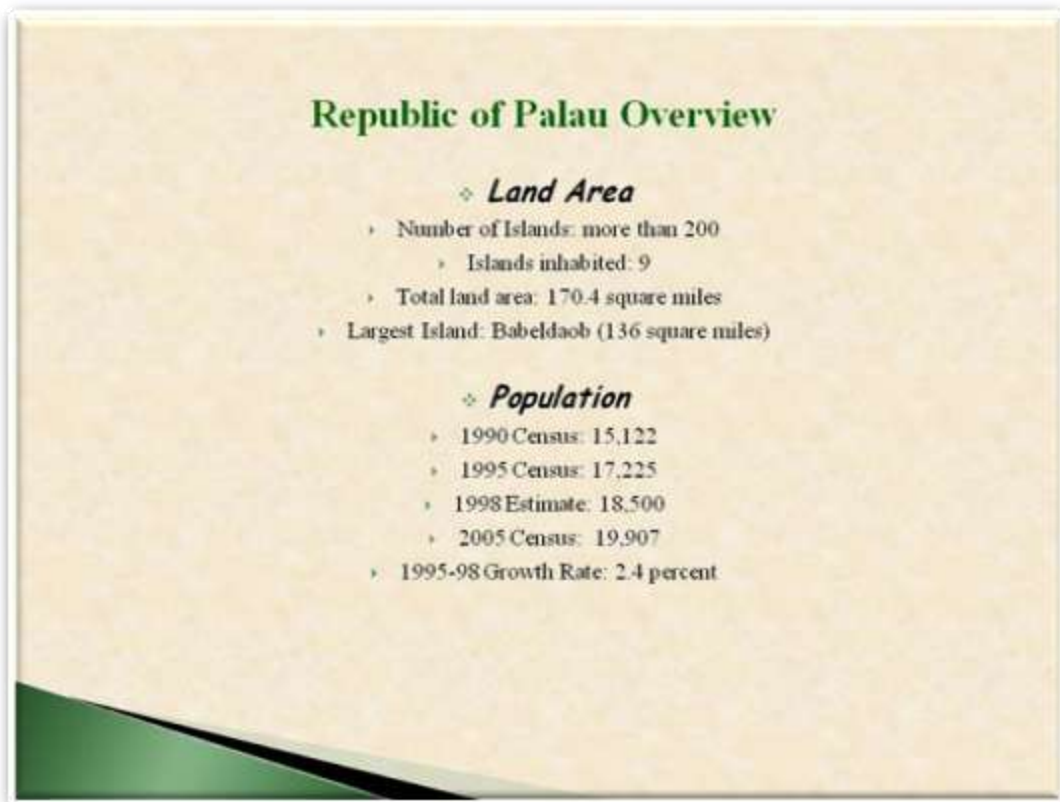 Republic of Palau Overview
Land Area
Number of Islands: more than 200
Islands inhabited: 9
Total land area: 170.4 square miles
Largest Island: Babeldaob (136 square miles)
Population
1990 Census: 15,122
1995 Census: 17,225
1998 Estimate: 18,500
2005 Census: 19,907
1995-98 Growth Rate: 2.4 percent